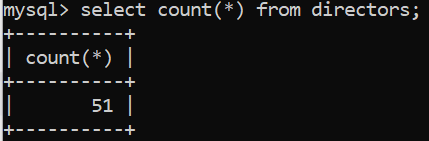 mysql> select count(*) from directors;
+----------+
| count(*) |
+----------+
|       51 |
+----------+